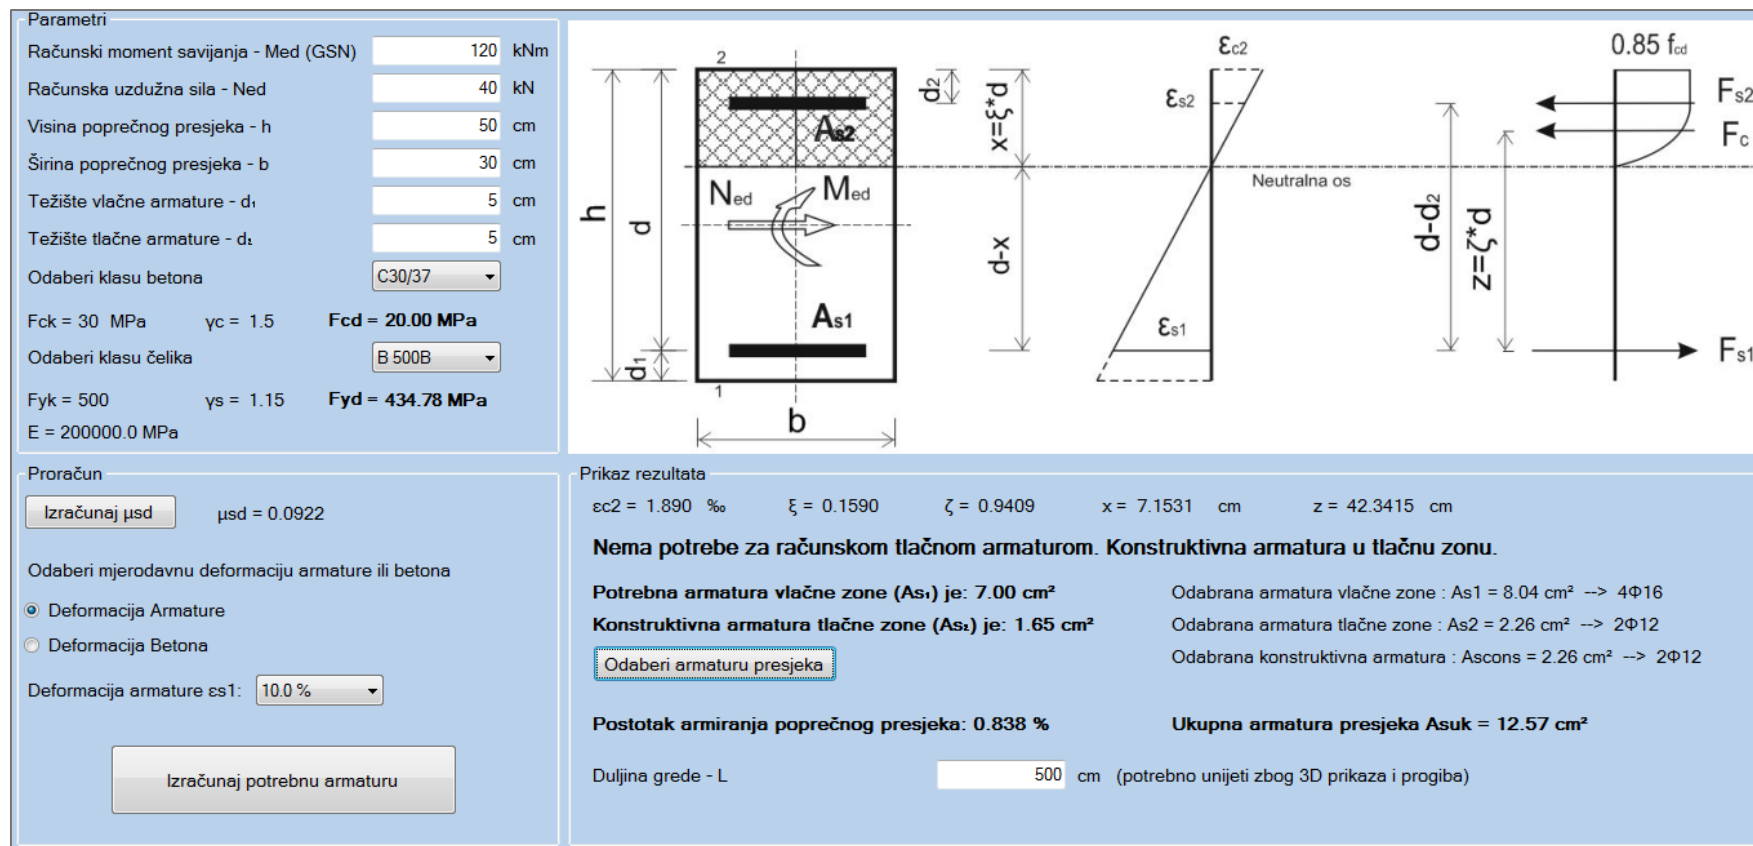 Parametri
Računski moment savijanja - Med (GSN) 120 kNm
Računska uzdužna sila - Ned 40 kN
Visina poprečnog presjeka - h 50 cm
Širina poprečnog presjeka - b 30 cm
Težište vlačne armature - d₁ 5 cm
Težište tlačne armature - d₂ 5 cm
Odaberi klasu betona C30/37
Fck = 30 MPa γc = 1.5 Fcd = 20.00 MPa
Odaberi klasu čelika B 500B
Fyk = 500 γs = 1.15 Fyd = 434.78 MPa
E = 200000.0 MPa
2
h
d
d₂
As2
Ned
Med
As1
d₁
1
b
x=ξ*d
d-x
εc2
εs2
Neutralna os
εs1
0.85 fcd
Fs2
Fc
d-d₂
z=ζ*d
Fs1
Proračun
Izračunaj µsd µsd = 0.0922
Odaberi mjerodavnu deformaciju armature ili betona
Deformacija Armature
Deformacija Betona
Deformacija armature εs1: 10.0 %
Izračunaj potrebnu armaturu
Prikaz rezultata
εc2 = 1.890 ‰ ξ = 0.1590 ζ = 0.9409 x = 7.1531 cm z = 42.3415 cm
Nema potrebe za računskom tlačnom armaturom. Konstruktivna armatura u tlačnu zonu.
Potrebna armatura vlačne zone (As₁) je: 7.00 cm² Odabrana armatura vlačne zone : As1 = 8.04 cm² --> 4Φ16
Konstruktivna armatura tlačne zone (As₂) je: 1.65 cm² Odabrana armatura tlačne zone : As2 = 2.26 cm² --> 2Φ12
Odaberi armaturu presjeka Odabrana konstruktivna armatura : Ascons = 2.26 cm² --> 2Φ12
Postotak armiranja poprečnog presjeka: 0.838 % Ukupna armatura presjeka Asuk = 12.57 cm²
Duljina grede - L 500 cm (potrebno unijeti zbog 3D prikaza i progiba)